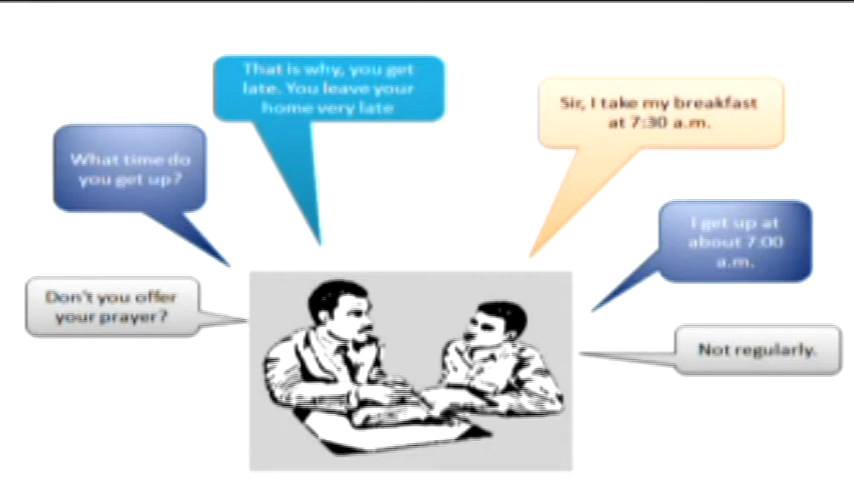 That is why, you get
late. You leave your
home very late
Sir, I take my breakfast
at 7:30 a.m.
What time do
you get up?
I get up at
about 7:00
a.m.
Don't you offer
your prayer?
Not regularly.